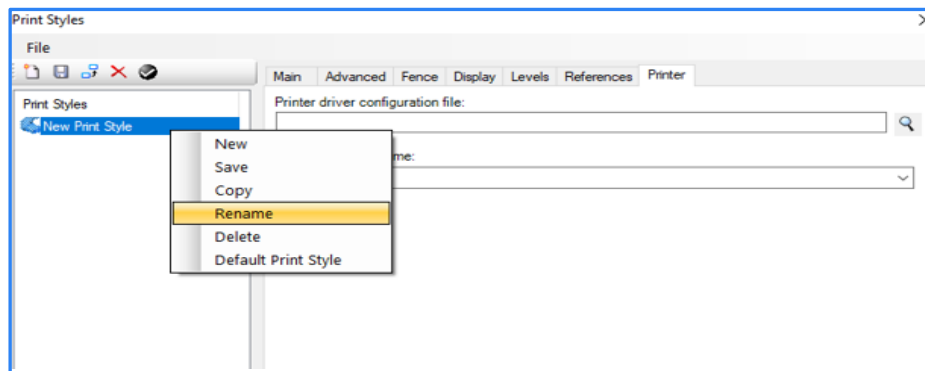 Print Styles
File
Main Advanced Fence Display Levels References Printer
Print Styles
New Print Style
Printer driver configuration file:
me:
New
Save
Copy
Rename
Delete
Default Print Style